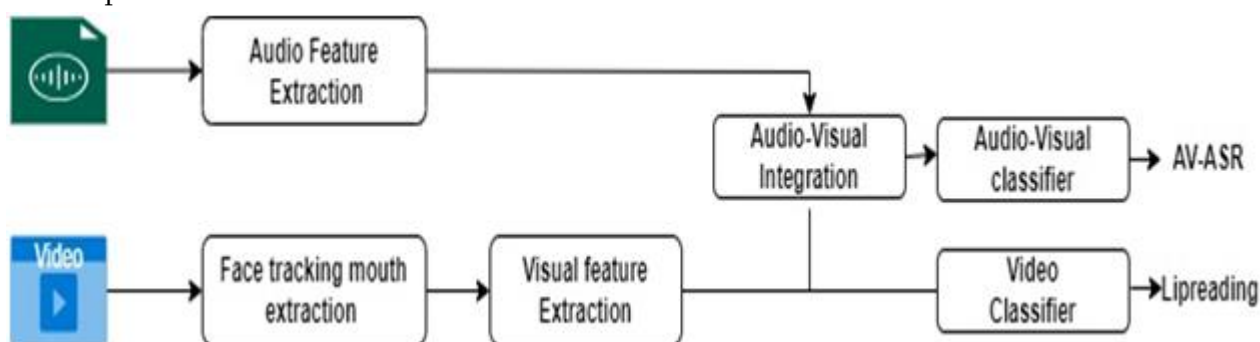 Audio Feature
Extraction
Audio-Visual
Integration
Audio-Visual
classifier
AV-ASR
Video
Face tracking mouth
extraction
Visual feature
Extraction
Video
Classifier
Lipreading